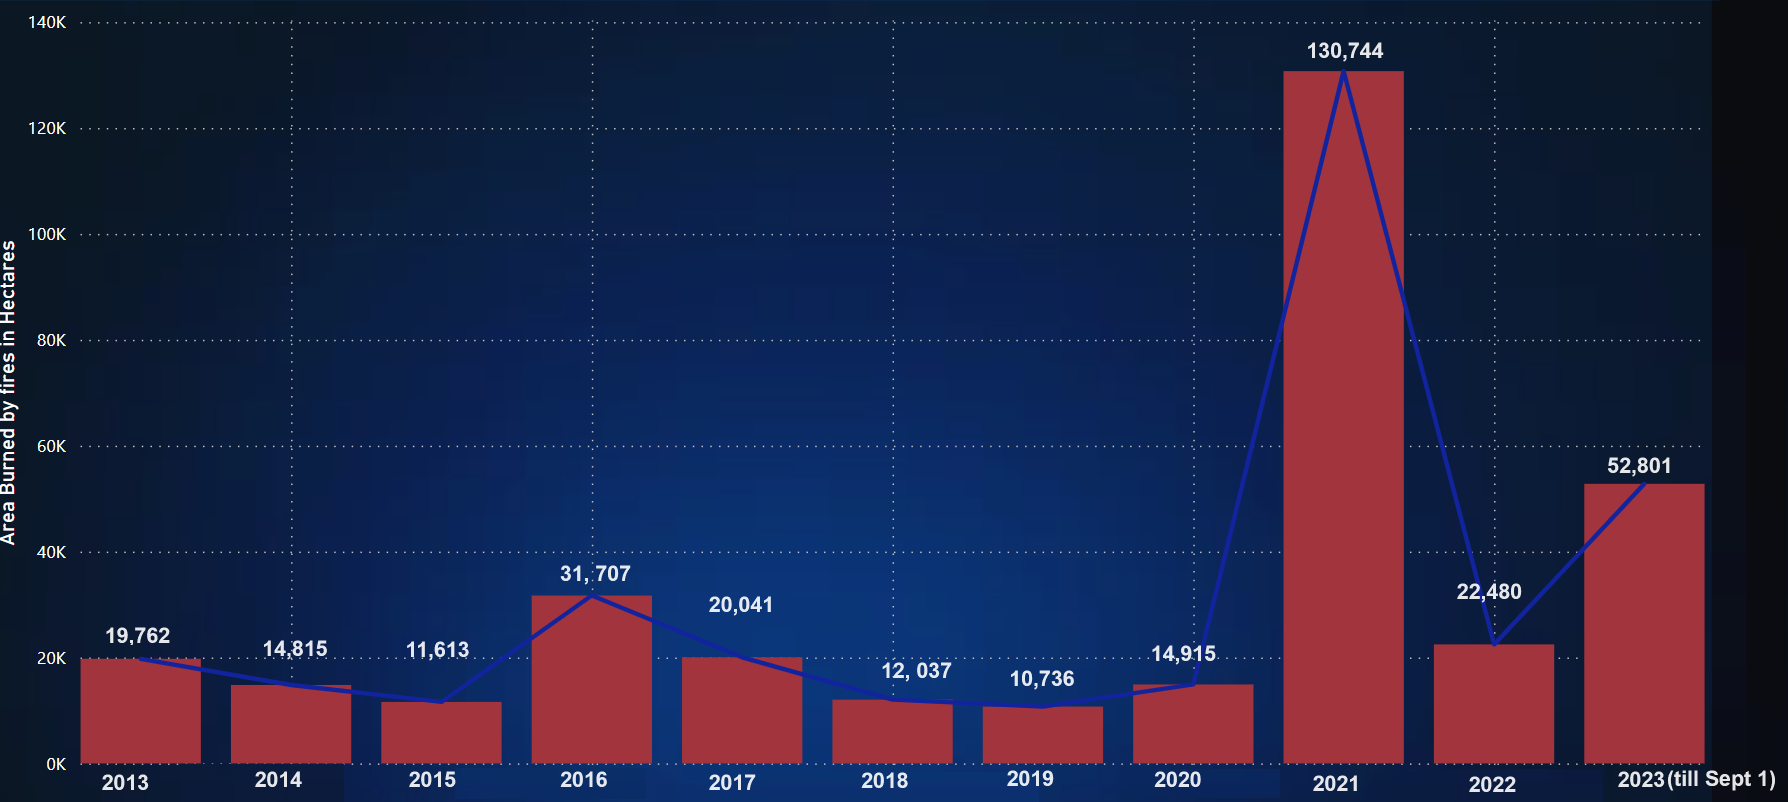 140K
120K
100K
80K
60K
40K
20K
0K
Area Burned by fires in Hectares
19,762
14,815
11,613
31,707
20,041
12, 037
10,736
14,915
130,744
22,480
52,801
2013
2014
2015
2016
2017
2018
2019
2020
2021
2022
2023(till Sept 1)